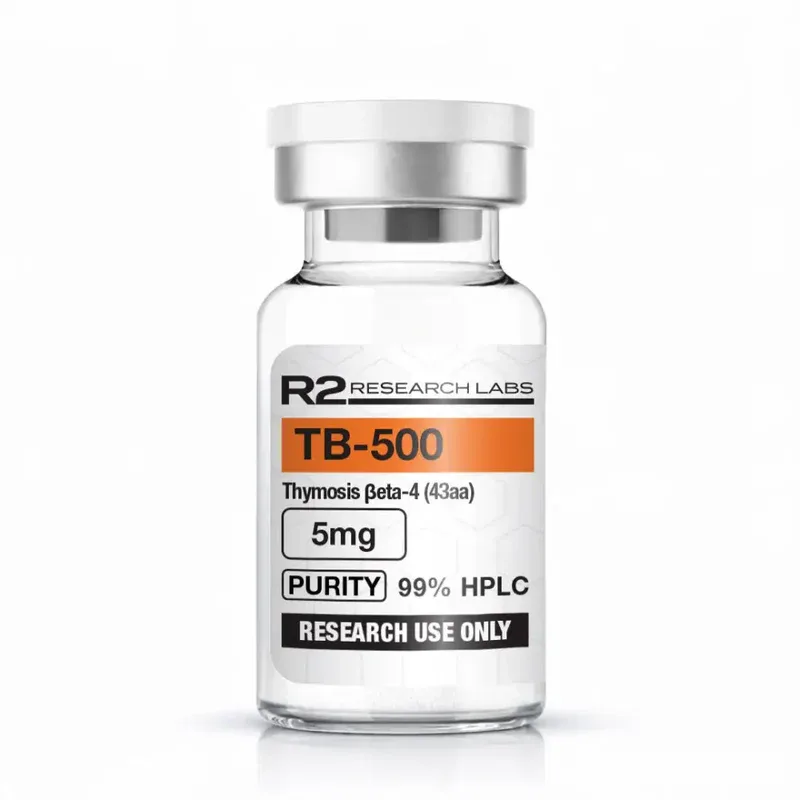 R2 RESEARCH LABS
TB-500
Thymosis βeta-4 (43aa)
5mg
PURITY 99% HPLC
RESEARCH USE ONLY